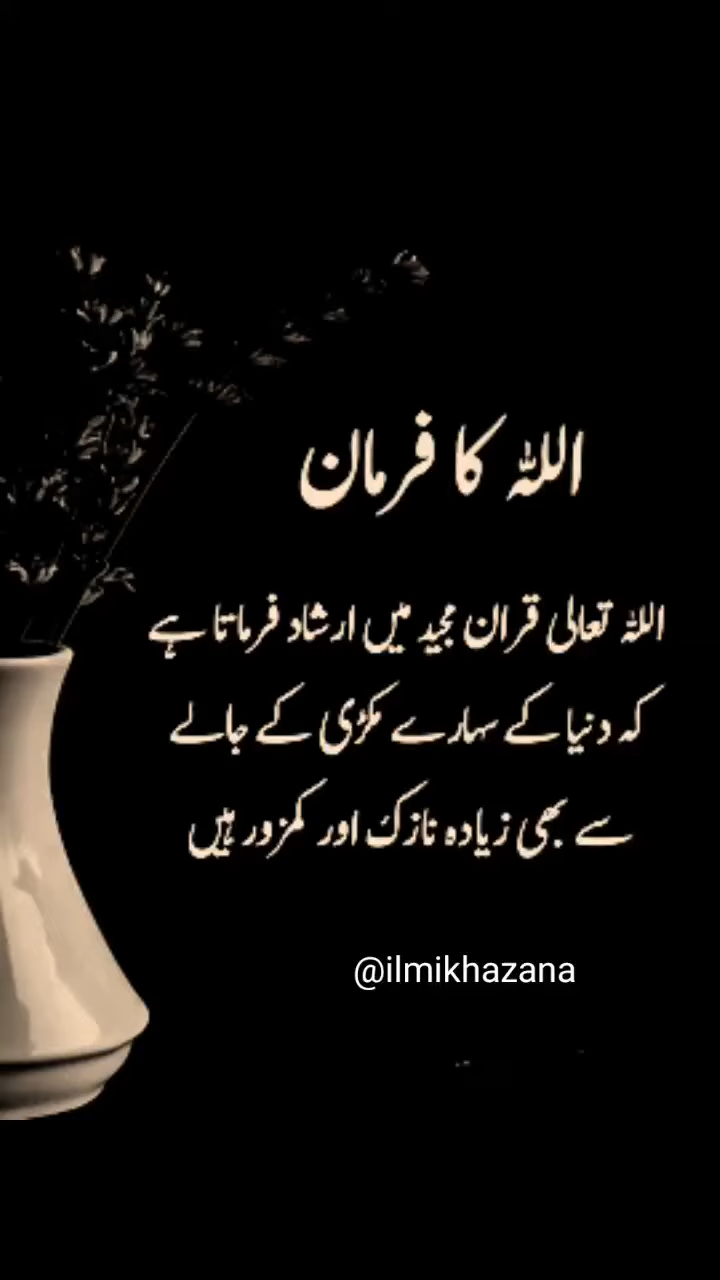 اللہ کا فرمان
اللہ تعالی قران مجید میں ارشاد فرماتا ہے
کہ دنیا کے سہارے مکڑی کے جالے
سے بھی زیادہ نازک اور کمزور ہیں
@ilmikhazana